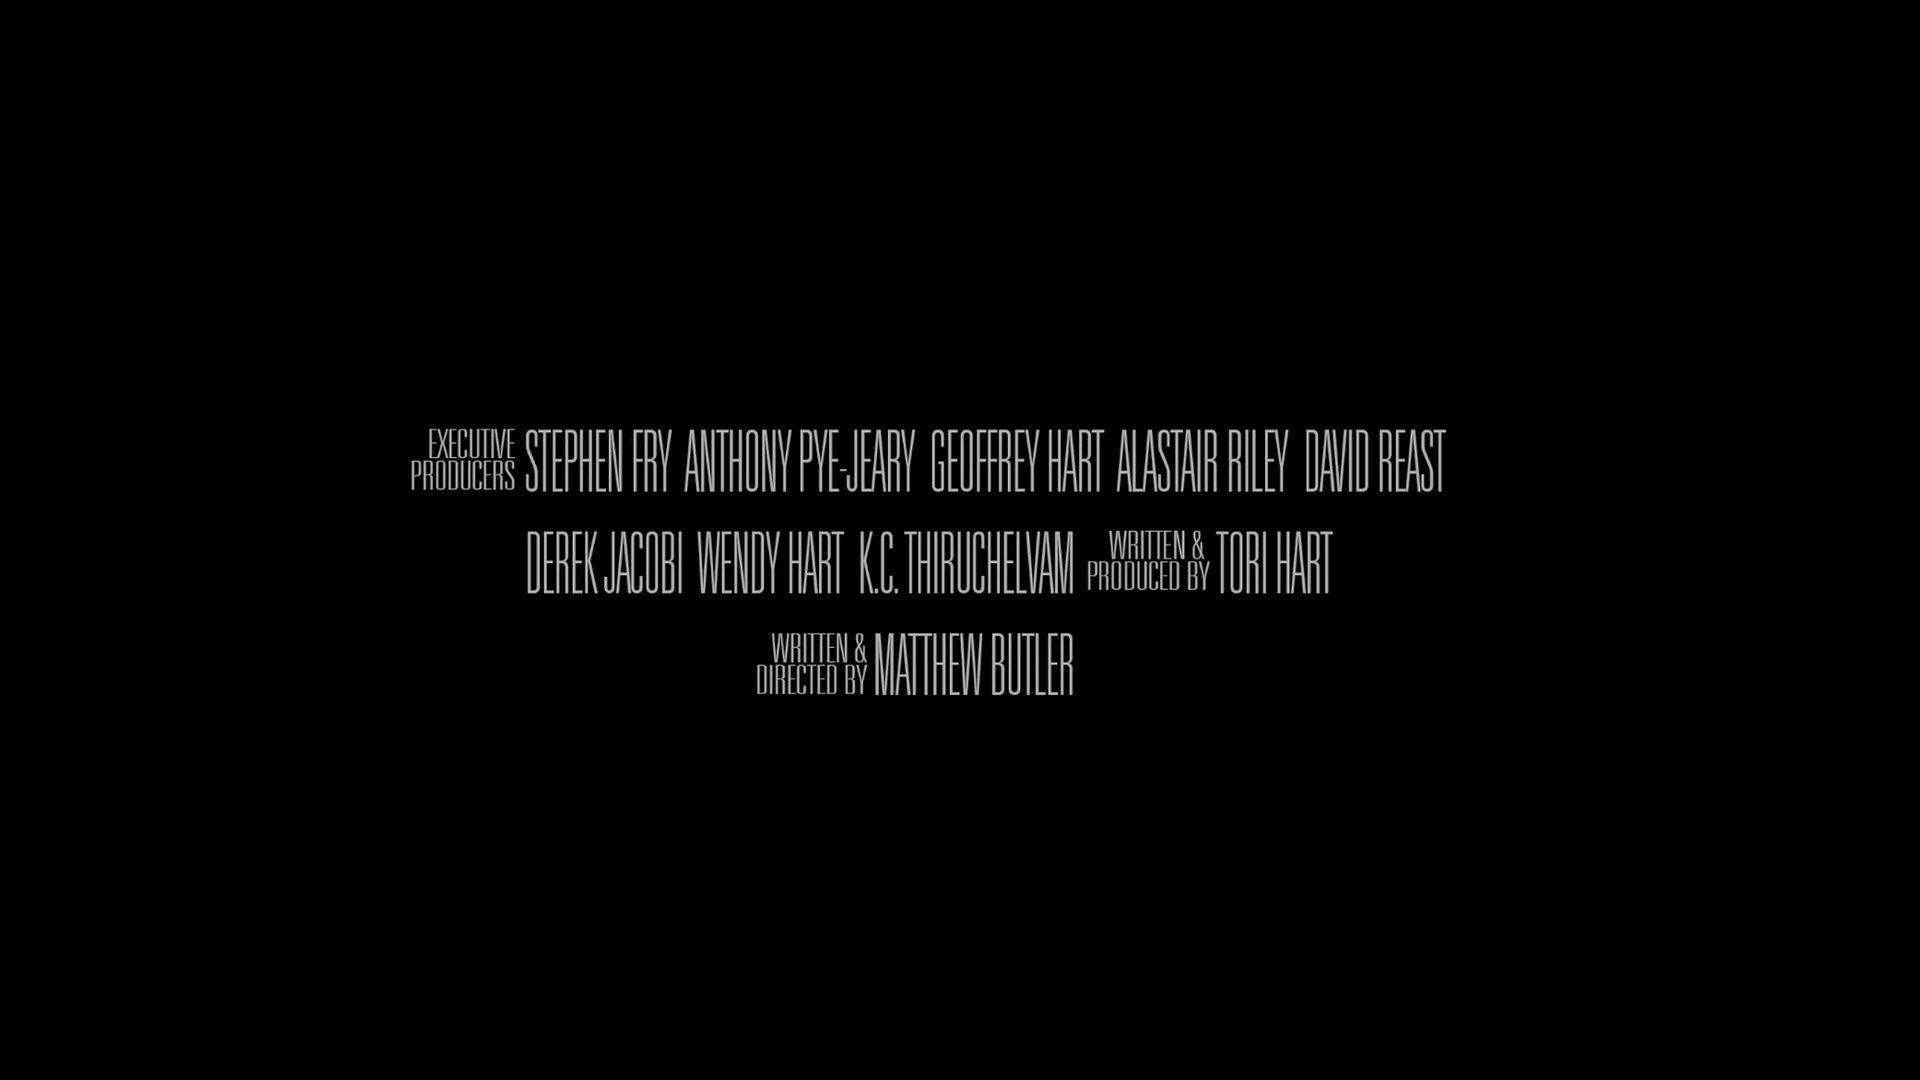 EXECUTIVE PRODUCERS STEPHEN FRY ANTHONY PYE-JEARY GEOFFREY HART ALASTAIR RILEY DAVID REAST
DEREK JACOBI WENDY HART K.C. THIRUCHELVAM WRITTEN & PRODUCED BY TORI HART
WRITTEN & DIRECTED BY MATTHEW BUTLER